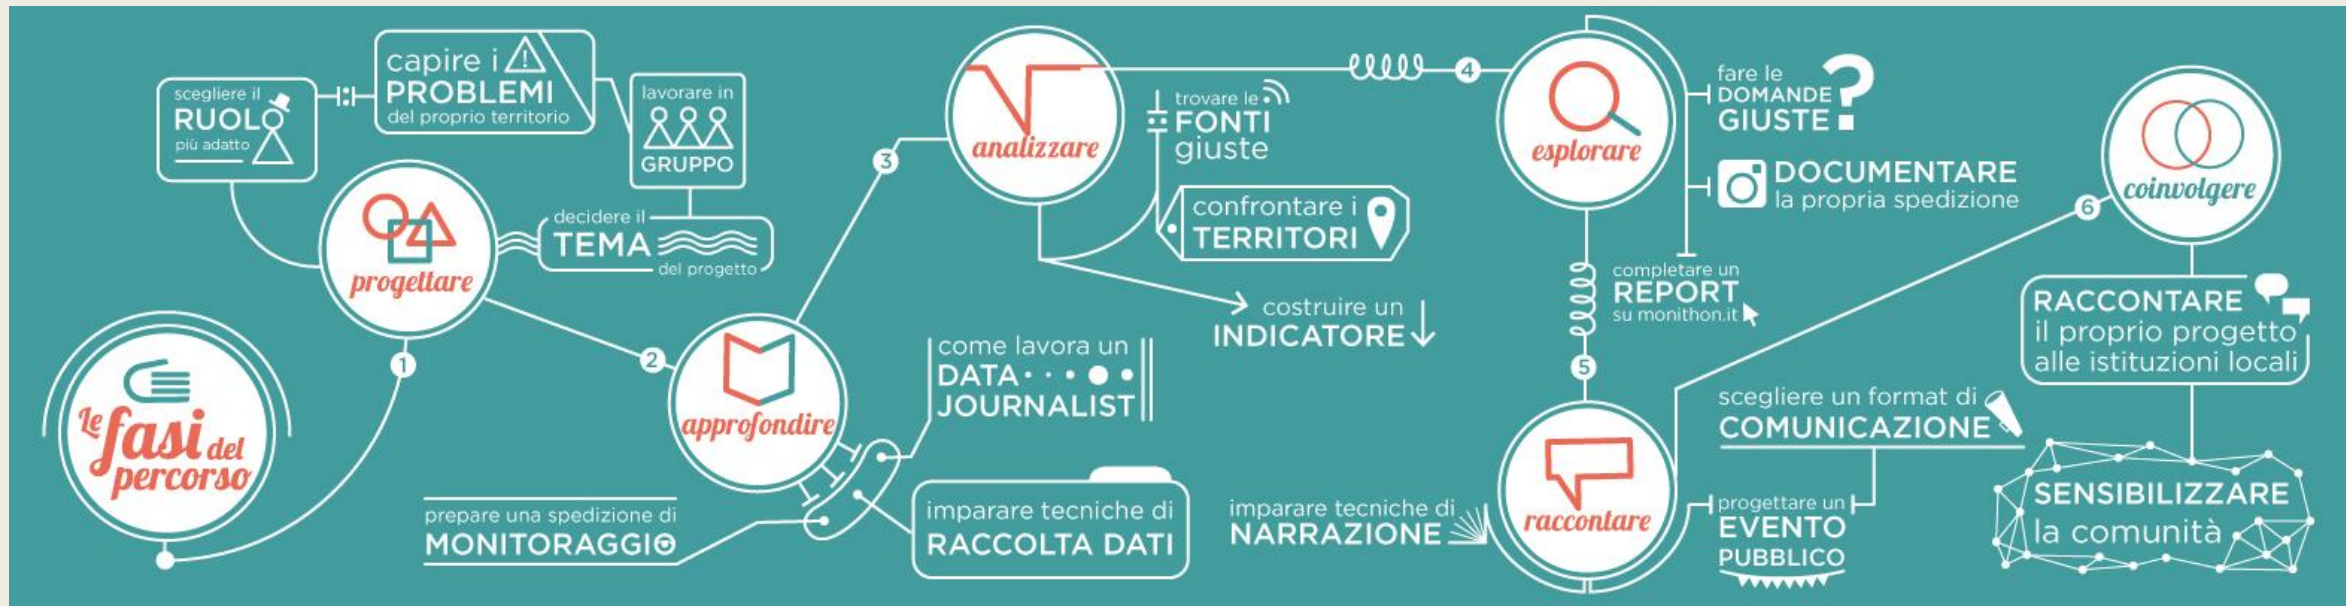 Le
fasi del
percorso
1
progettare
scegliere il
RUOLO
più adatto
capire i
PROBLEMI
del proprio territorio
lavorare in
GRUPPO
decidere il
TEMA
del progetto
2
approfondire
come lavora un
DATA
JOURNALIST
imparare tecniche di
RACCOLTA DATI
prepare una spedizione di
MONITORAGGIO
3
analizzare
trovare le
FONTI
giuste
confrontare i
TERRITORI
costruire un
INDICATORE
4
esplorare
fare le
DOMANDE
GIUSTE ?
DOCUMENTARE
la propria spedizione
completare un
REPORT
su monithon.it
5
raccontare
imparare tecniche di
NARRAZIONE
progettare un
EVENTO
PUBBLICO
scegliere un format di
COMUNICAZIONE
6
coinvolgere
RACCONTARE
il proprio progetto
alle istituzioni locali
SENSIBILIZZARE
la comunità